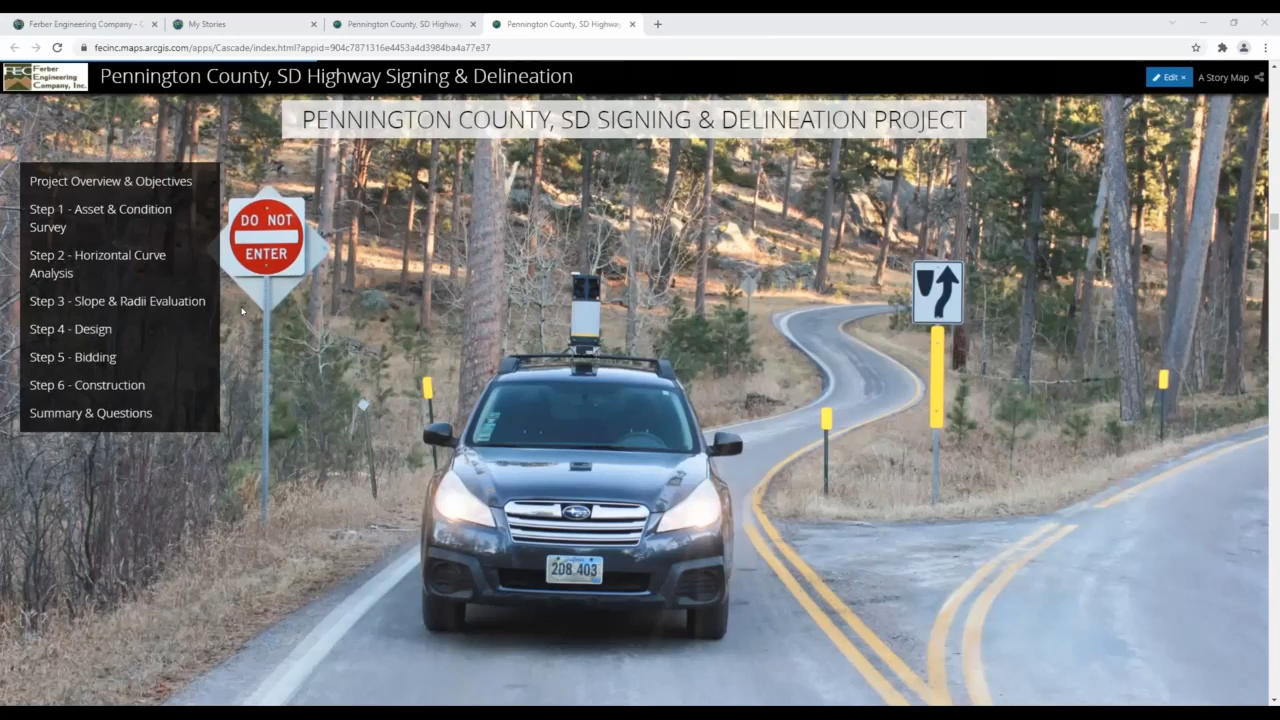 Ferber Engineering Company - G
My Stories
Pennington County, SD Highway
Pennington County, SD Highway
fecinc.maps.arcgis.com/apps/Cascade/index.html?appid=904c7871316e4453a4d3984ba4a77e37
FEC Ferber
Engineering
Company, Inc.
Pennington County, SD Highway Signing & Delineation
Edit ×
A Story Map
PENNINGTON COUNTY, SD SIGNING & DELINEATION PROJECT
Project Overview & Objectives
Step 1 - Asset & Condition
Survey
Step 2 - Horizontal Curve
Analysis
Step 3 - Slope & Radii Evaluation
Step 4 - Design
Step 5 - Bidding
Step 6 - Construction
Summary & Questions
DO NOT
ENTER
208 403